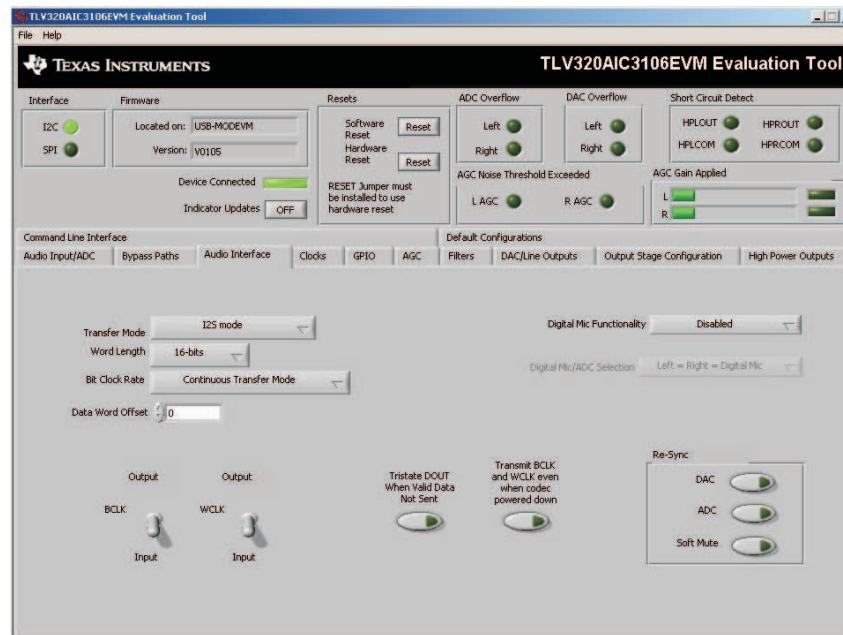 TLV320AIC3106EVM Evaluation Tool
File Help
TEXAS INSTRUMENTS
TLV320AIC3106EVM Evaluation Tool
Interface
I2C
SPI
Firmware
Located on: USB-MODEVM
Version: V0105
Device Connected
Indicator Updates OFF
Resets
Software Reset Reset
Hardware Reset Reset
RESET Jumper must
be installed to use
hardware reset
ADC Overflow
Left
Right
DAC Overflow
Left
Right
Short Circuit Detect
HPLOUT HPROUT
HPLCOM HPRCOM
AGC Noise Threshold Exceeded
L AGC R AGC
AGC Gain Applied
L
R
Command Line Interface Default Configurations
Audio Input/ADC Bypass Paths Audio Interface Clocks GPIO AGC Filters DAC/Line Outputs Output Stage Configuration High Power Outputs
Transfer Mode I2S mode
Word Length 16-bits
Bit Clock Rate Continuous Transfer Mode
Data Word Offset 0
Digital Mic Functionality Disabled
Digital Mic/ADC Selection Left = Right = Digital Mic
Output
BCLK
Input
Output
WCLK
Input
Tristate DOUT
When Valid Data
Not Sent
Transmit BCLK
and WCLK even
when codec
powered down
Re-Sync
DAC
ADC
Soft Mute